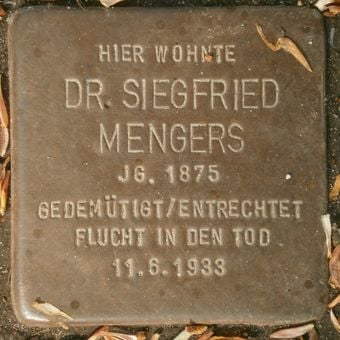 HIER WOHNTE
DR. SIEGFRIED
MENGERS
JG. 1875
GEDEMÜTIGT/ENTRECHTET
FLUCHT IN DEN TOD
11.6.1933